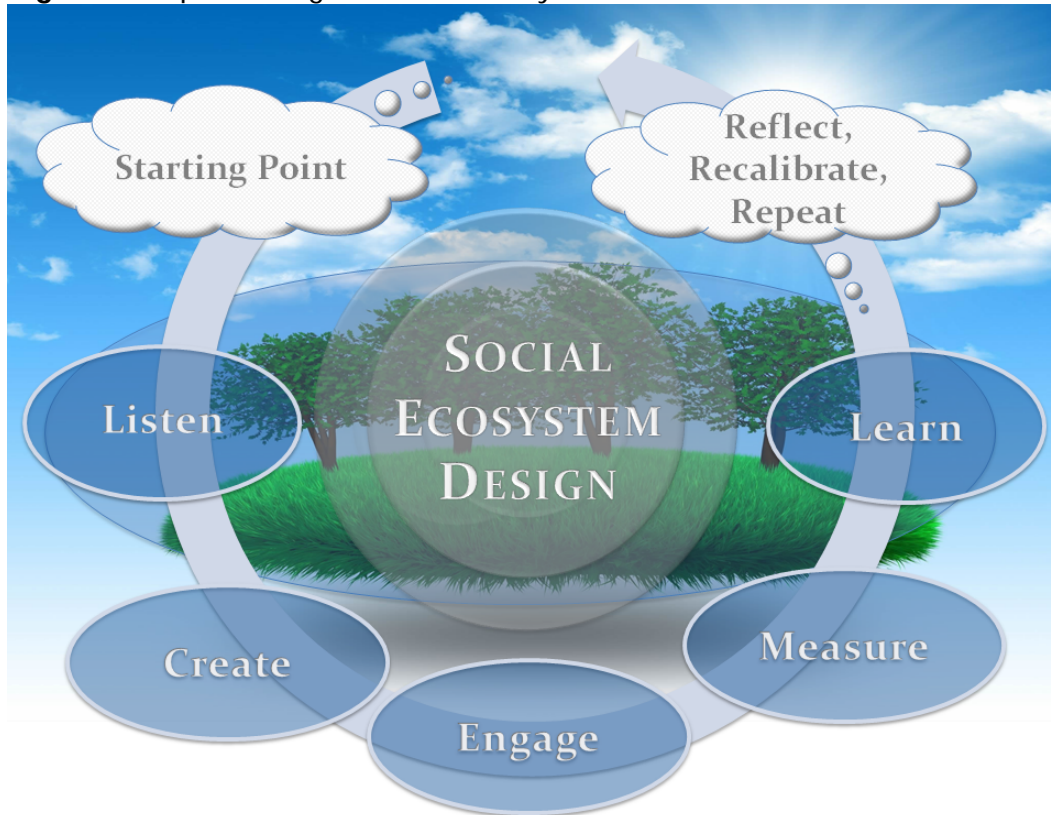 Starting Point
Reflect,
Recalibrate,
Repeat
SOCIAL
ECOSYSTEM
DESIGN
Listen
Learn
Create
Measure
Engage